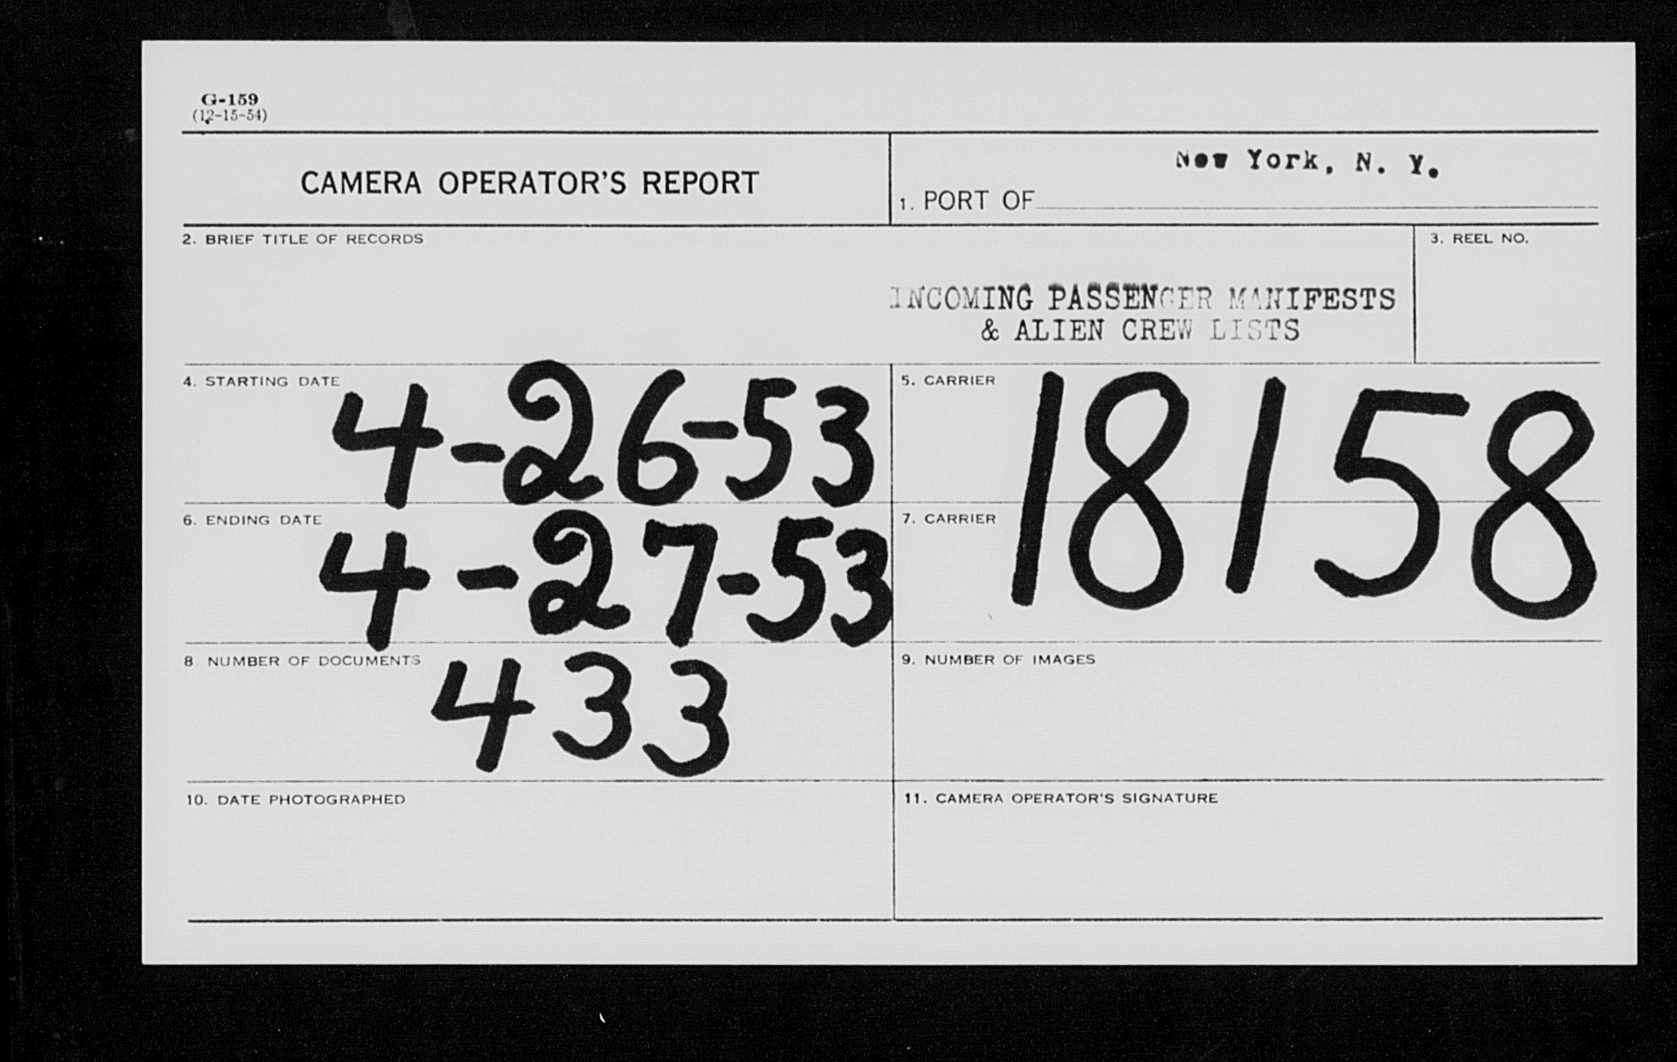 G-159
(12-15-54)
CAMERA OPERATOR'S REPORT
New York, N. Y.
1. PORT OF
2. BRIEF TITLE OF RECORDS
3. REEL NO.
INCOMING PASSENGER MANIFESTS
& ALIEN CREW LISTS
4. STARTING DATE
4-26-53
5. CARRIER
18158
6. ENDING DATE
4-27-53
7. CARRIER
8 NUMBER OF DOCUMENTS
433
9. NUMBER OF IMAGES
10. DATE PHOTOGRAPHED
11. CAMERA OPERATOR'S SIGNATURE